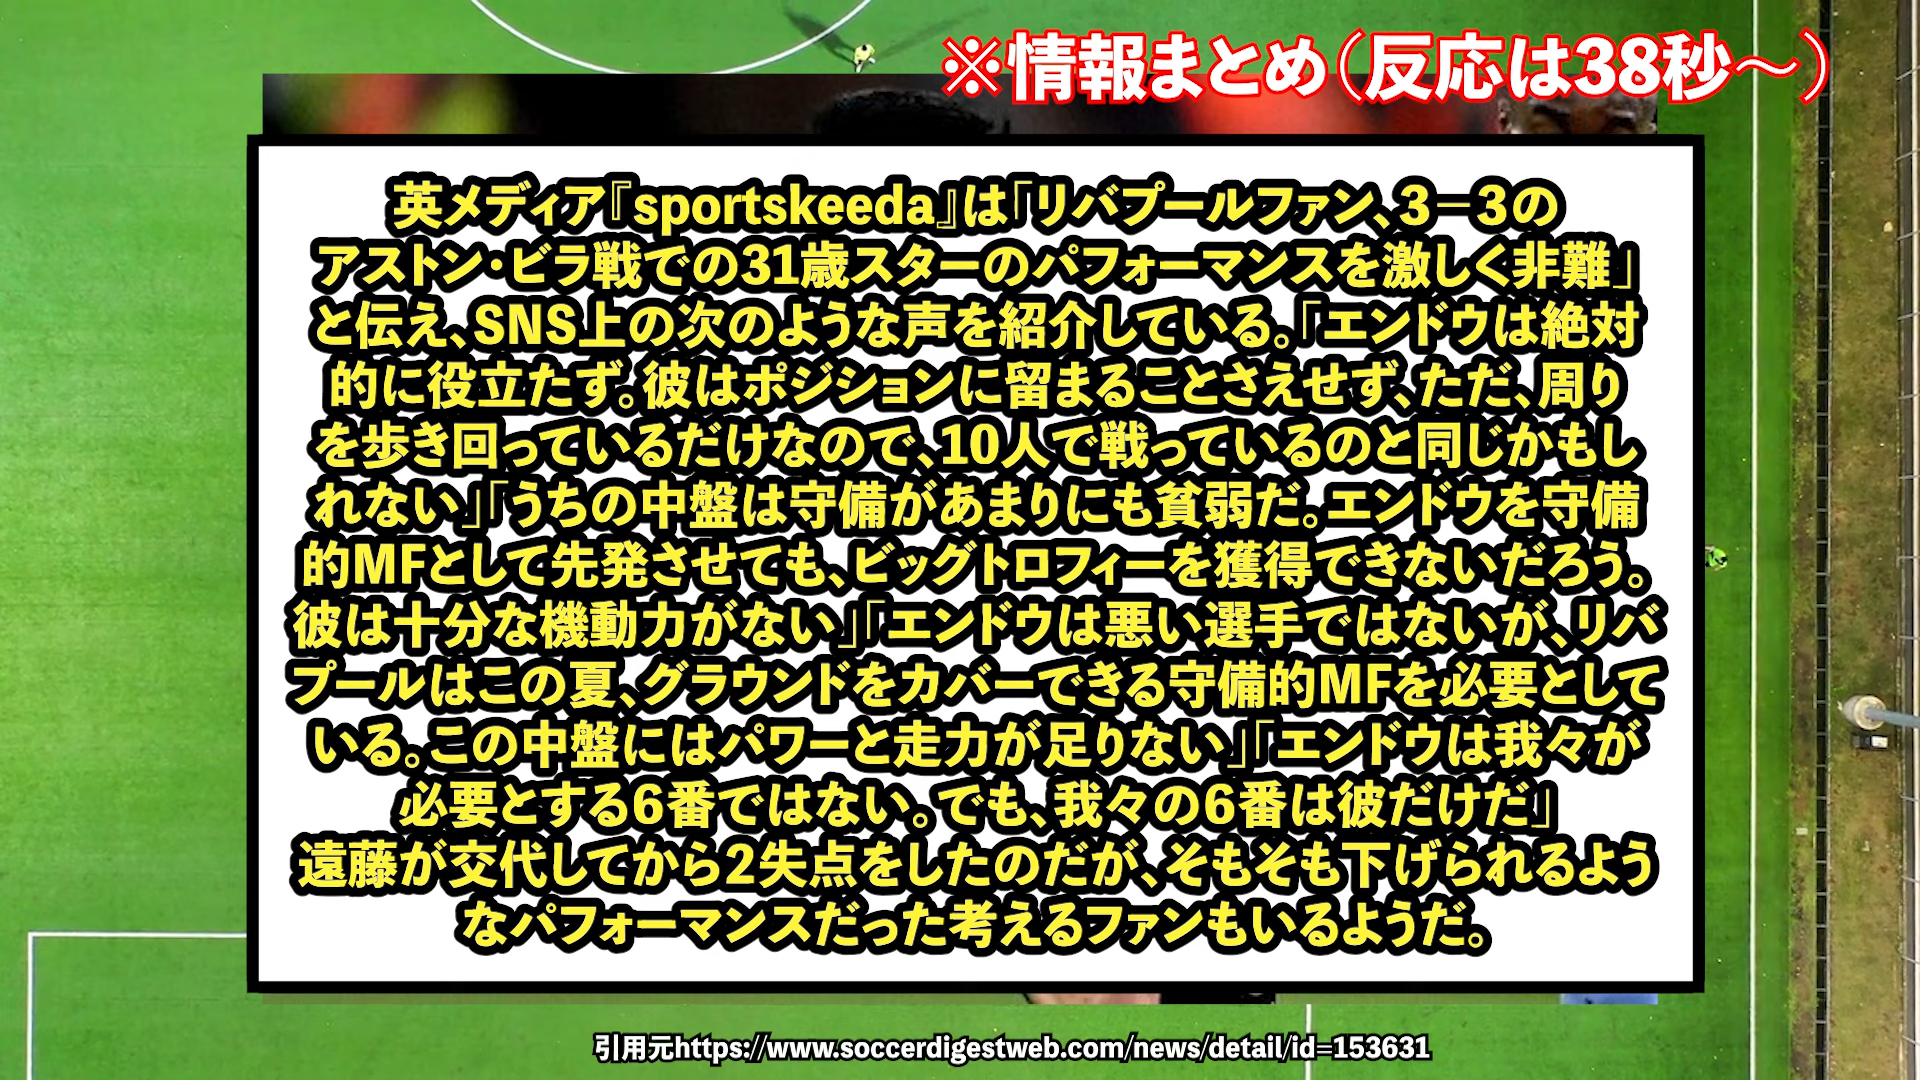 ※情報まとめ（反応は38秒～）
英メディア『sportskeeda』は「リバプールファン、3－3の
アストン・ビラ戦での31歳スターのパフォーマンスを激しく非難」
と伝え、SNS上の次のような声を紹介している。「エンドウは絶対
的に役立たず。彼はポジションに留まることさえせず、ただ、周り
を歩き回っているだけなので、10人で戦っているのと同じかもし
れない」「うちの中盤は守備があまりにも貧弱だ。エンドウを守備
的MFとして先発させても、ビッグトロフィーを獲得できないだろう。
彼は十分な機動力がない」「エンドウは悪い選手ではないが、リバ
プールはこの夏、グラウンドをカバーできる守備的MFを必要として
いる。この中盤にはパワーと走力が足りない」「エンドウは我々が
必要とする6番ではない。でも、我々の6番は彼だけだ」
遠藤が交代してから2失点をしたのだが、そもそも下げられるよう
なパフォーマンスだった考えるファンもいるようだ。
引用元https://www.soccerdigestweb.com/news/detail/id=153631